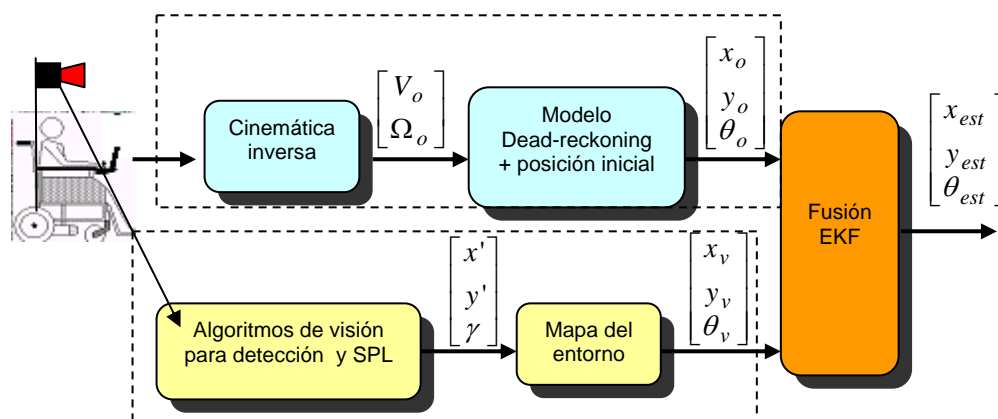 Cinemática
inversa
V_o
Ω_o
Modelo
Dead-reckoning
+ posición inicial
x_o
y_o
θ_o
Fusión
EKF
x_est
y_est
θ_est
Algoritmos de visión
para detección y SPL
x'
y'
γ
Mapa del
entorno
x_v
y_v
θ_v